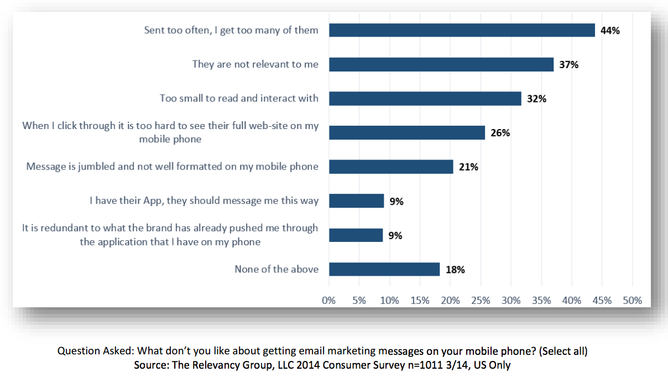 Sent too often, I get too many of them
44%
They are not relevant to me
37%
Too small to read and interact with
32%
When I click through it is too hard to see their full web-site on my
mobile phone
26%
Message is jumbled and not well formatted on my mobile phone
21%
I have their App, they should message me this way
9%
It is redundant to what the brand has already pushed me through
the application that I have on my phone
9%
None of the above
18%
0% 5% 10% 15% 20% 25% 30% 35% 40% 45% 50%
Question Asked: What don't you like about getting email marketing messages on your mobile phone? (Select all)
Source: The Relevancy Group, LLC 2014 Consumer Survey n=1011 3/14, US Only